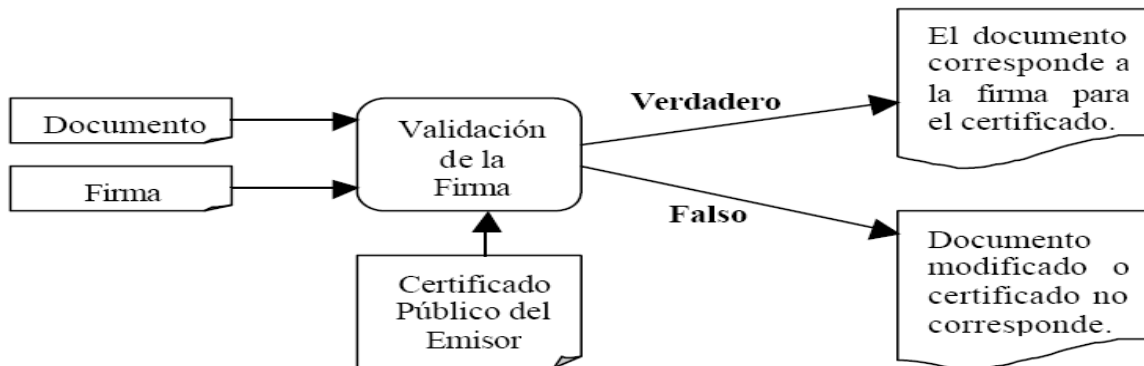 Documento
Firma
Validación
de la
Firma
Certificado
Público del
Emisor
Verdadero
Falso
El documento
corresponde a
la firma para
el certificado.
Documento
modificado o
certificado no
corresponde.